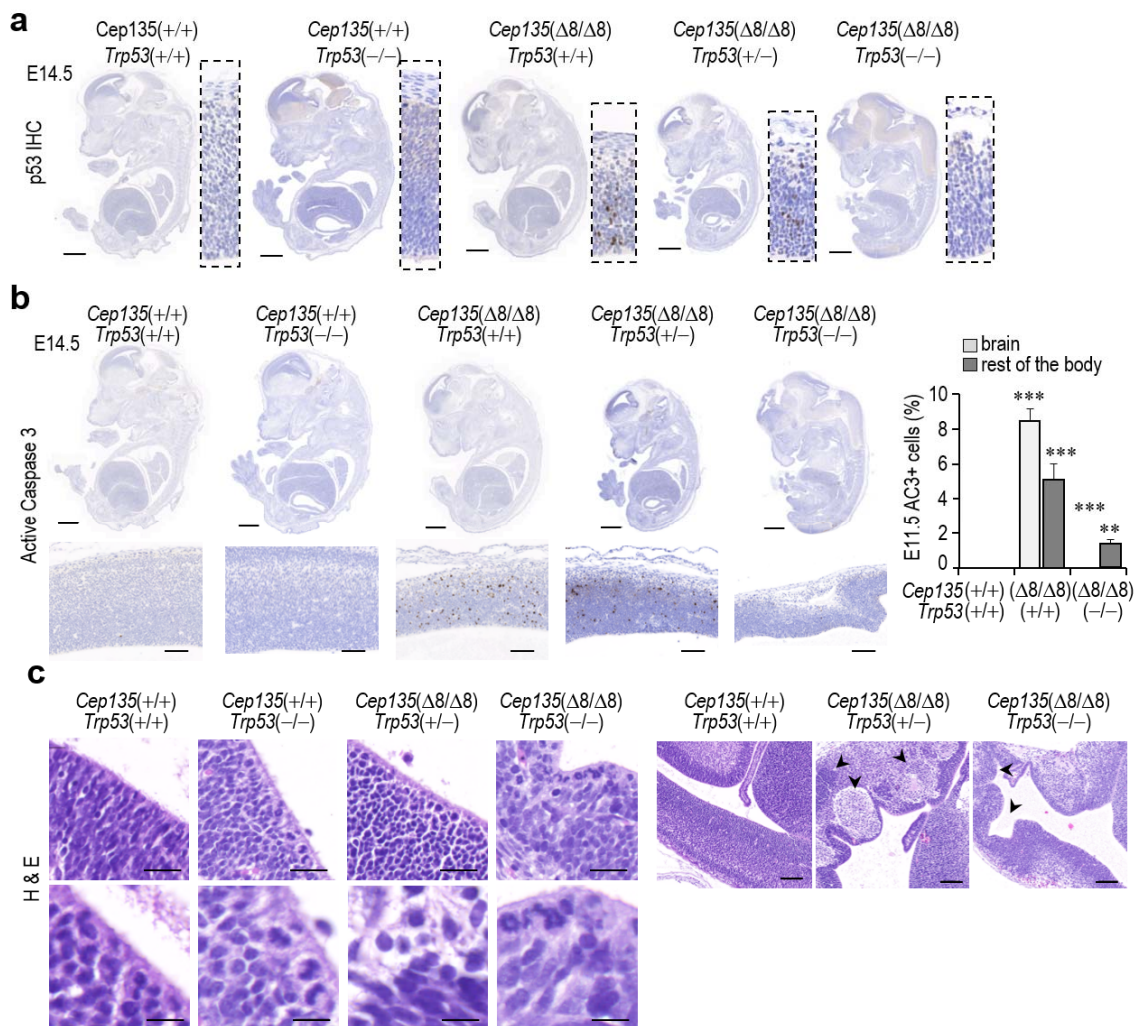 a
Cep135(+/+) Cep135(+/+) Cep135(Δ8/Δ8) Cep135(Δ8/Δ8) Cep135(Δ8/Δ8)
Trp53(+/+) Trp53(−/−) Trp53(+/+) Trp53(+/−) Trp53(−/−)
E14.5
p53 IHC
b
Cep135(+/+) Cep135(+/+) Cep135(Δ8/Δ8) Cep135(Δ8/Δ8) Cep135(Δ8/Δ8)
Trp53(+/+) Trp53(−/−) Trp53(+/+) Trp53(+/−) Trp53(−/−)
E14.5
Active Caspase 3
brain
rest of the body
E11.5 AC3+ cells (%)
10
8
6
4
2
0
***
***
***
**
Cep135(+/+) (Δ8/Δ8)(Δ8/Δ8)
Trp53(+/+) (+/+) (−/−)
c
Cep135(+/+) Cep135(+/+) Cep135(Δ8/Δ8) Cep135(Δ8/Δ8) Cep135(+/+) Cep135(Δ8/Δ8) Cep135(Δ8/Δ8)
Trp53(+/+) Trp53(−/−) Trp53(+/−) Trp53(−/−) Trp53(+/+) Trp53(+/−) Trp53(−/−)
H & E